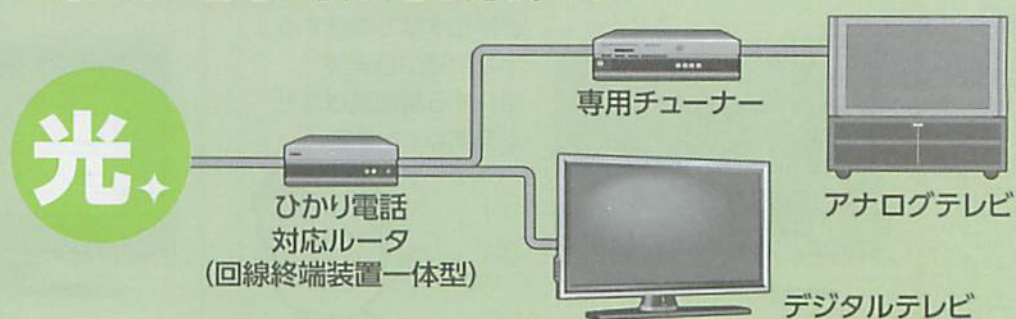 光
専用チューナー
ひかり電話
対応ルータ
(回線終端装置一体型)
アナログテレビ
デジタルテレビ